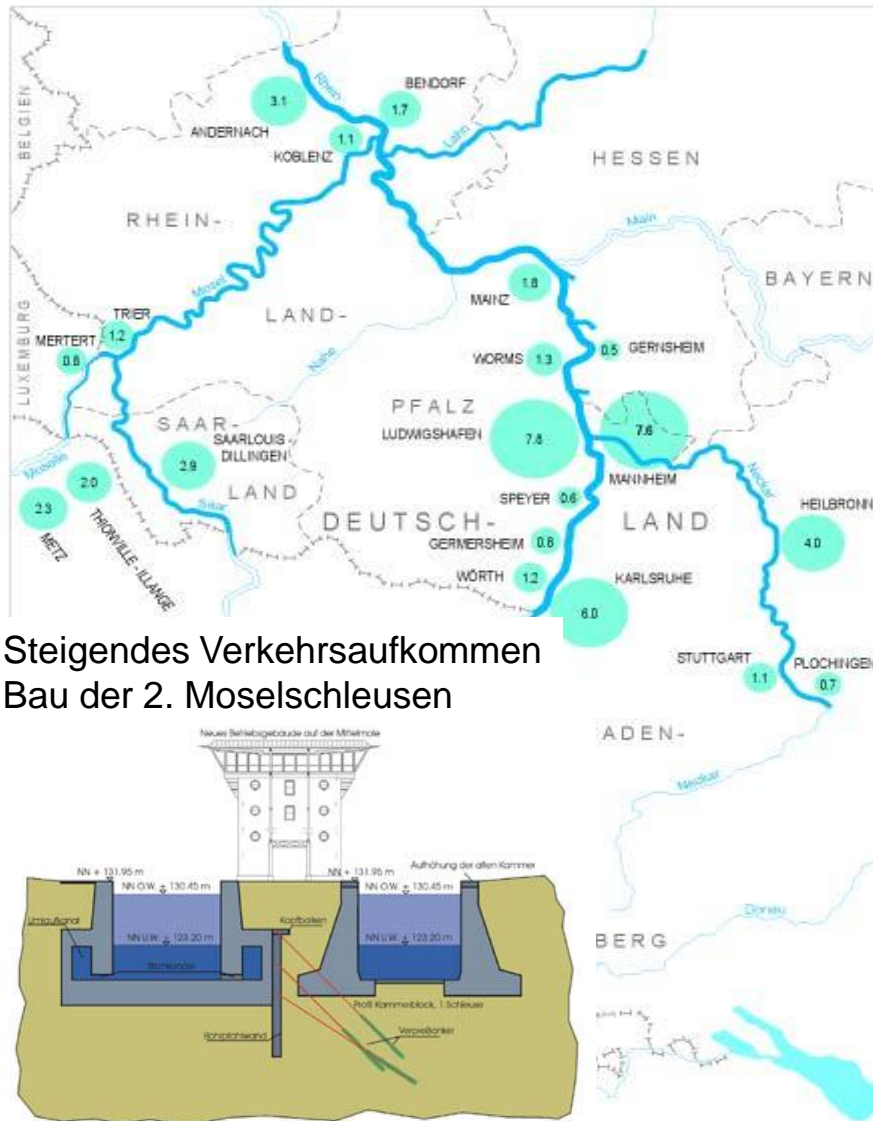 Rhein
BENDORF
1.7
3.1
ANDERNACH
1.1
KOBLENZ
Lahn
BELGIEN
HESSEN
RHEIN-
Main
BAYERN
Mosel
1.8
MAINZ
TRIER
1.2
LAND-
MERTERT
LUXEMBURG
Nahe
0.5
GERNSHEIM
WORMS
1.3
PFALZ
SAAR-
LUDWIGSHAFEN
7.6
SAARLOUIS-
DILLINGEN
2.9
Moselle
MANNHEIM
Neckar
2.0
LAND
SPEYER
0.6
HEILBRONN
2.3
Saar
DEUTSCH-
LAND
METZ
THIONVILLE - ILLANGE
GERMERSHEIM
4.0
WÖRTH
1.2
KARLSRUHE
6.0
Steigendes Verkehrsaufkommen
STUTTGART
1.1
PLOCHINGEN
0.7
Bau der 2. Moselschleusen
Neues Betriebsgebäude auf der Mittelmole
ADEN-
Neckar
Aufhöhung der alten Kammer
NN + 131.95 m
NN O.W. + 130.45 m
NN + 131.95 m
NN O.W. + 130.45 m
Umlaufkanal
Kopfbalken
Donau
NN U.W. + 123.20 m
NN U.W. + 123.20 m
BERG
Profil Kammerblock, 1.Schleuse
Rohrpfahlwand
Verpreßanker